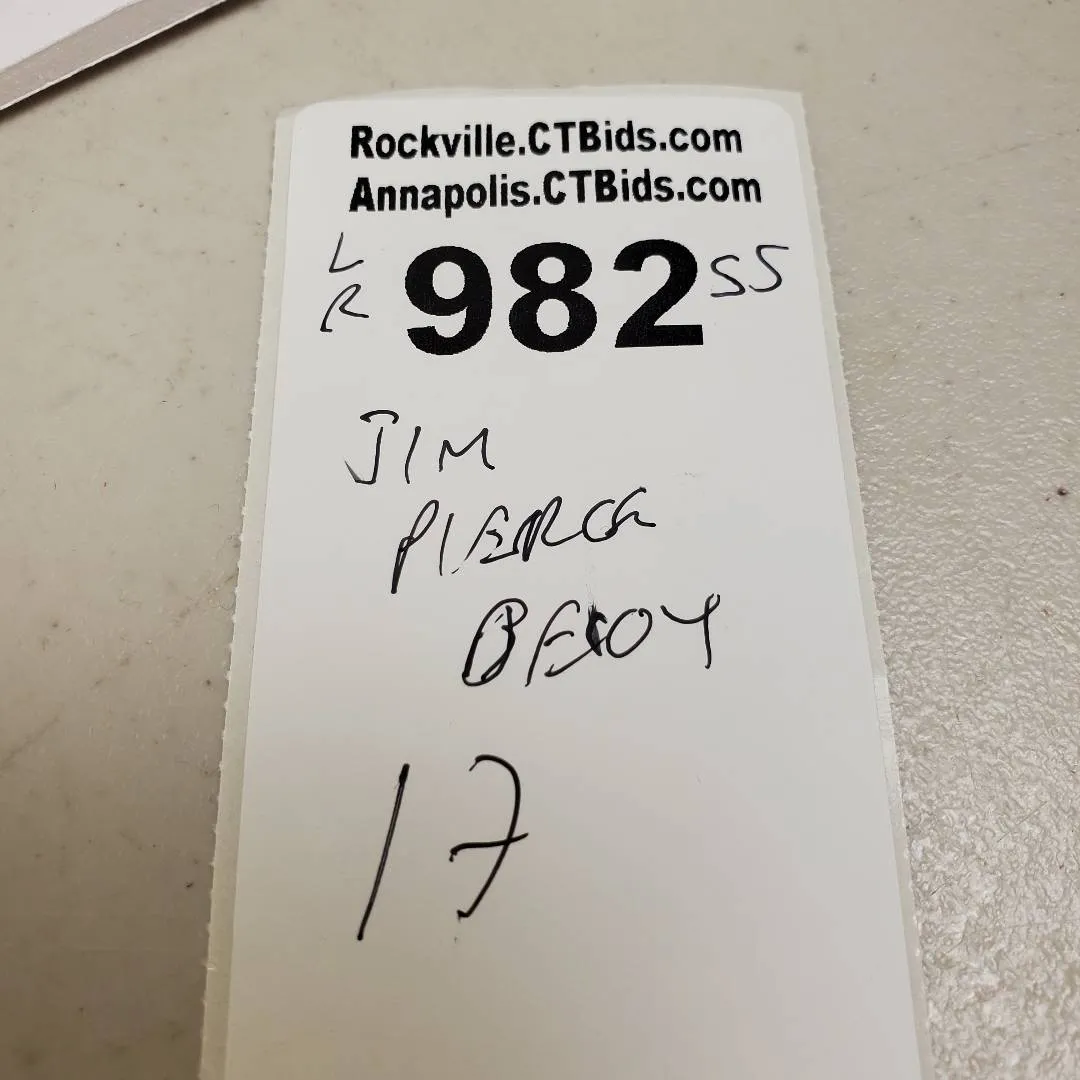 Rockville.CTBids.com
Annapolis.CTBids.com
L
R 982 SS
JIM
PIERCE
17